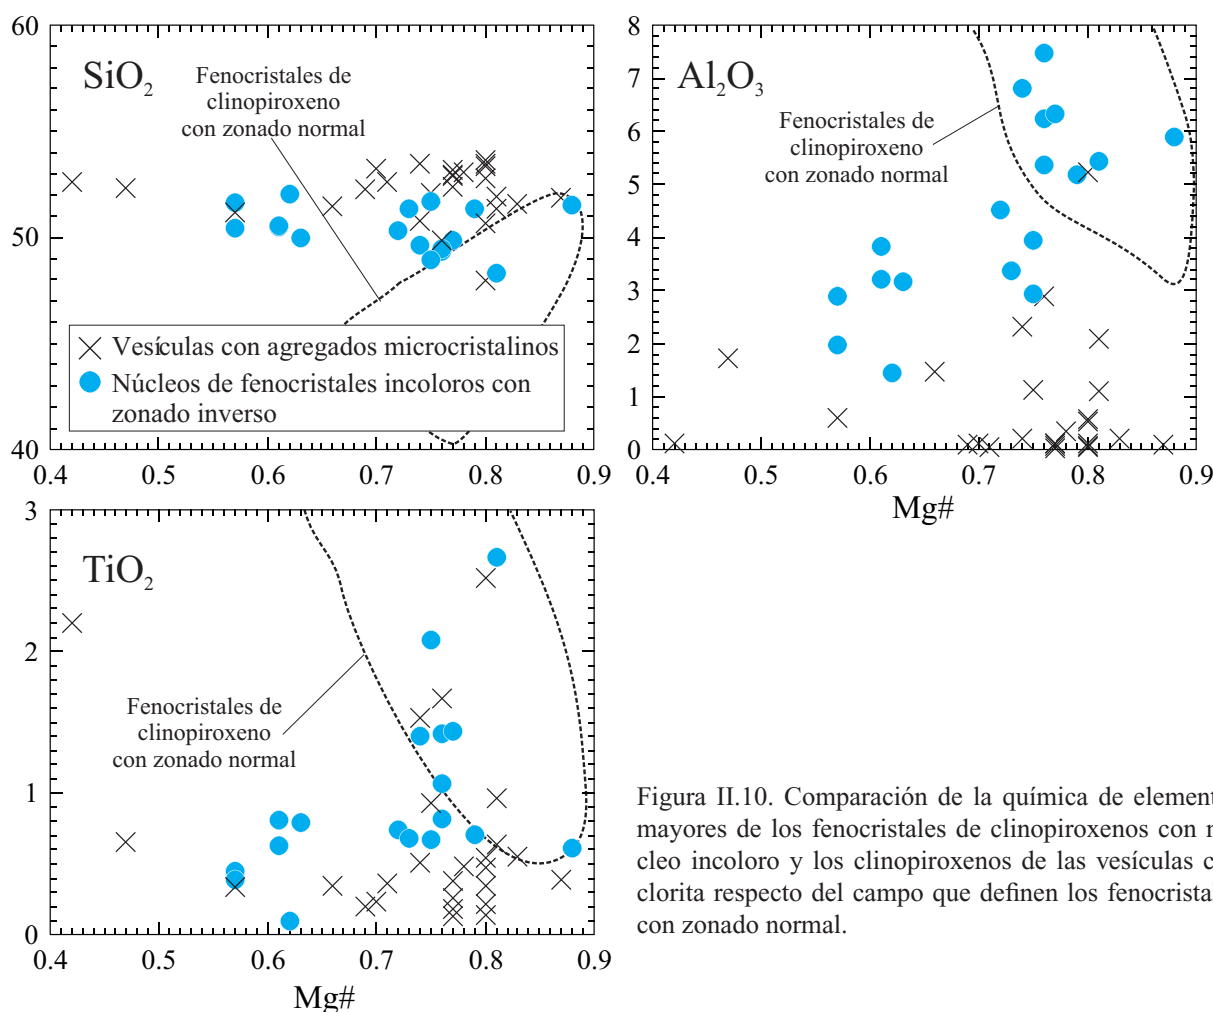 60
50
40
SiO2
Fenocristales de
clinopiroxeno
con zonado normal
Vesículas con agregados microcristalinos
Núcleos de fenocristales incoloros con
zonado inverso
0.4 0.5 0.6 0.7 0.8 0.9
8
7
6
5
4
3
2
1
0
Al2O3
Fenocristales de
clinopiroxeno
con zonado normal
0.4 0.5 0.6 0.7 0.8 0.9
Mg#
3
2
1
0
TiO2
Fenocristales de
clinopiroxeno
con zonado normal
0.4 0.5 0.6 0.7 0.8 0.9
Mg#
Figura II.10. Comparación de la química de element
mayores de los fenocristales de clinopiroxenos con n
cleo incoloro y los clinopiroxenos de las vesículas c
clorita respecto del campo que definen los fenocristal
con zonado normal.